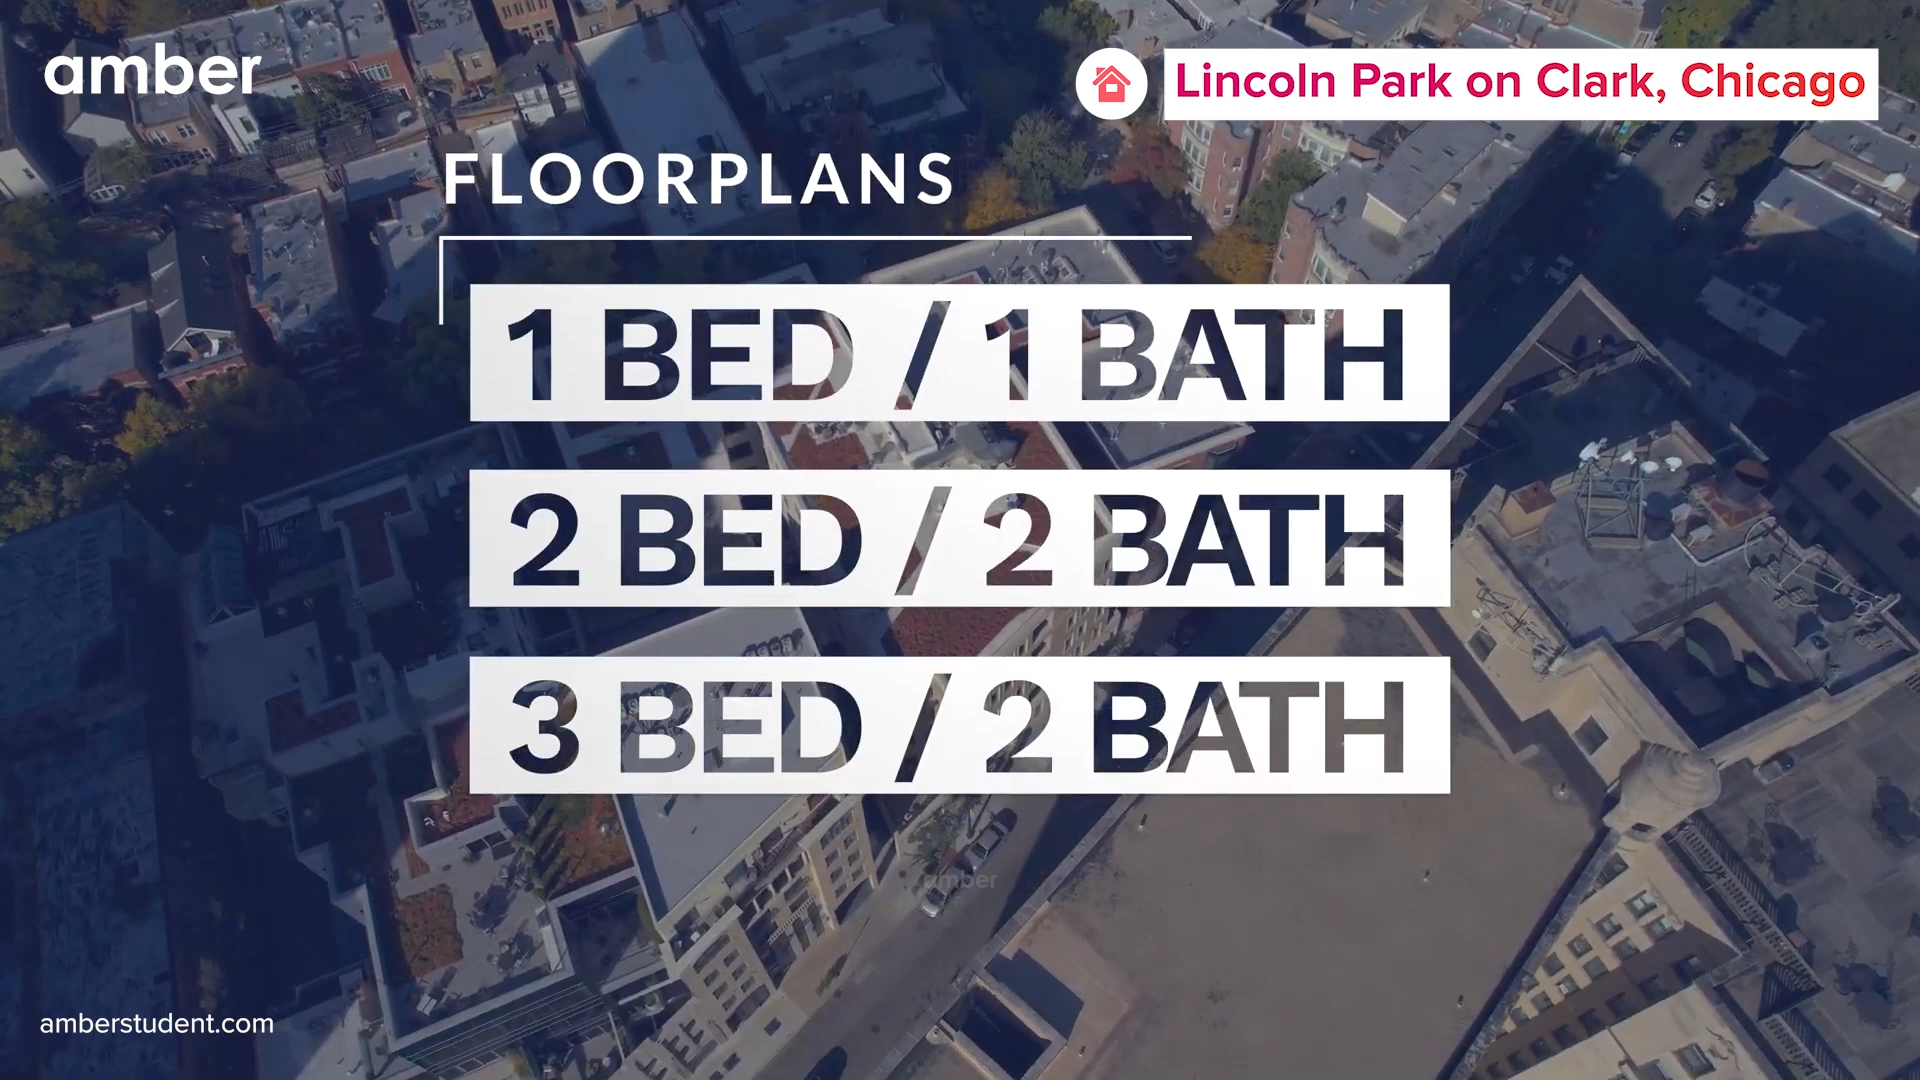 amber
Lincoln Park on Clark, Chicago
FLOORPLANS
1 BED / 1 BATH
2 BED / 2 BATH
3 BED / 2 BATH
amber
amberstudent.com